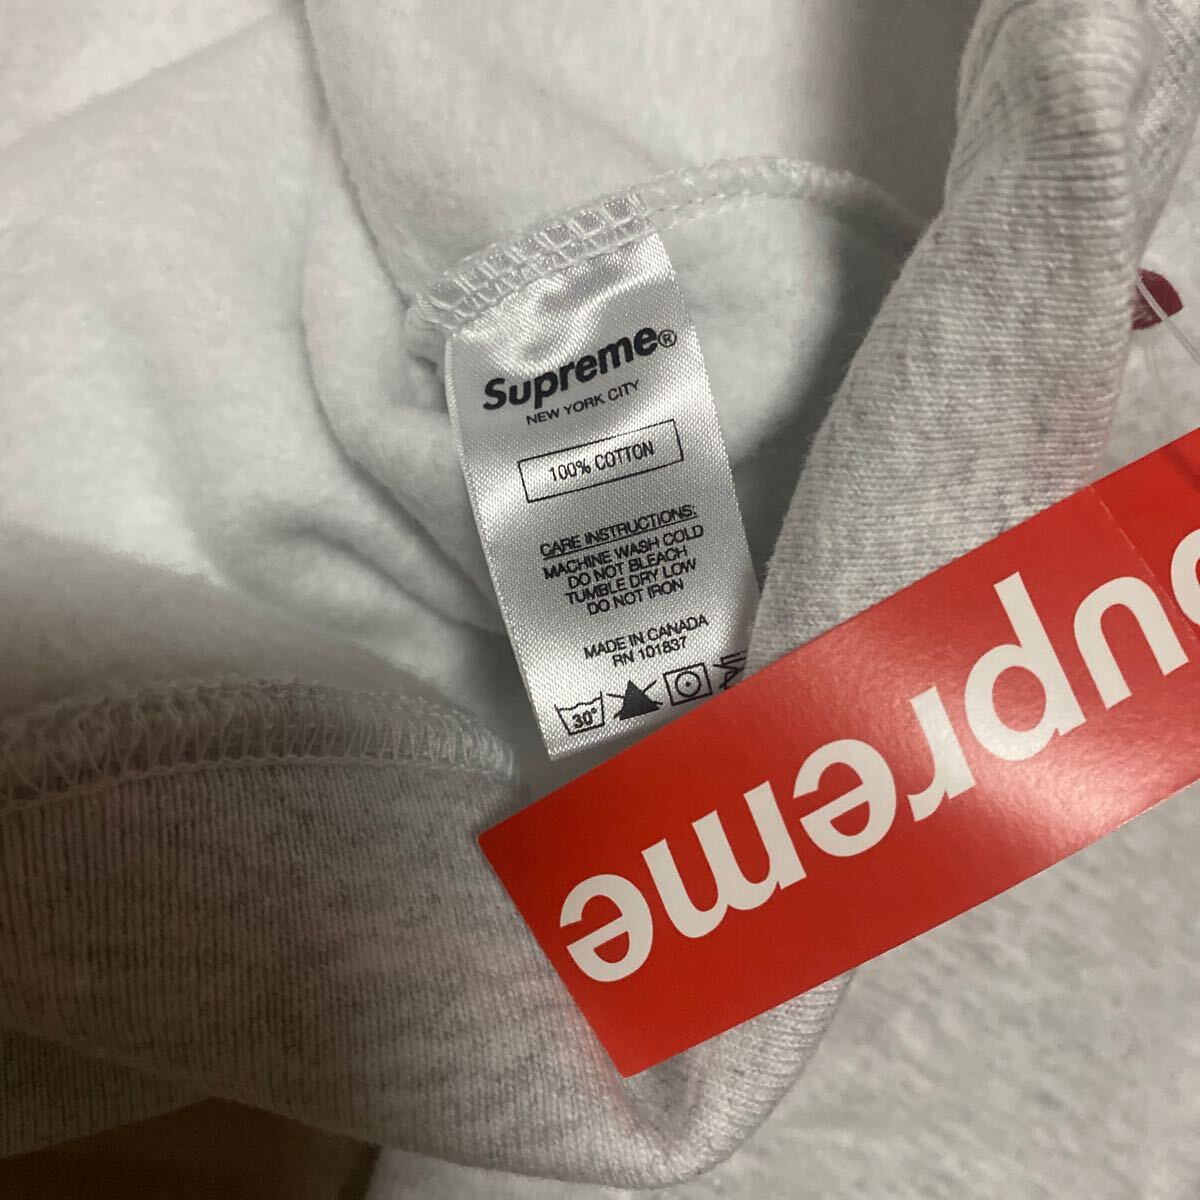 Supreme®
NEW YORK CITY
100% COTTON
CARE INSTRUCTIONS:
MACHINE WASH COLD
DO NOT BLEACH
TUMBLE DRY LOW
DO NOT IRON
MADE IN CANADA
RN 101837
30°
Supreme